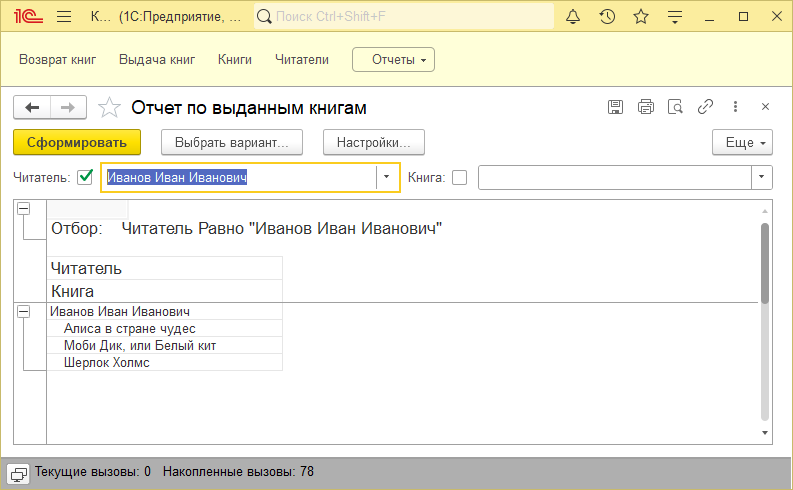 1С К... (1С:Предприятие, ... Поиск Ctrl+Shift+F
Возврат книг Выдача книг Книги Читатели Отчеты
Отчет по выданным книгам
Сформировать Выбрать вариант... Настройки... Еще
Читатель: Иванов Иван Иванович Книга:
Отбор: Читатель Равно "Иванов Иван Иванович"
Читатель
Книга
Иванов Иван Иванович
Алиса в стране чудес
Моби Дик, или Белый кит
Шерлок Холмс
Текущие вызовы: 0 Накопленные вызовы: 78